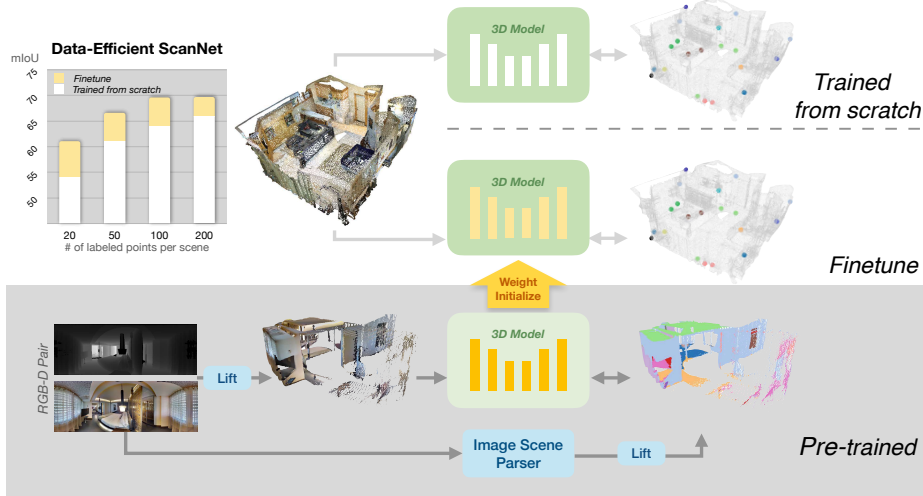 Data-Efficient ScanNet
mIoU
75
70
65
60
55
50
Finetune
Trained from scratch
20
50
100
200
# of labeled points per scene
3D Model
Trained
from scratch
3D Model
Finetune
Weight
Initialize
RGB-D Pair
Lift
3D Model
Image Scene
Parser
Lift
Pre-trained